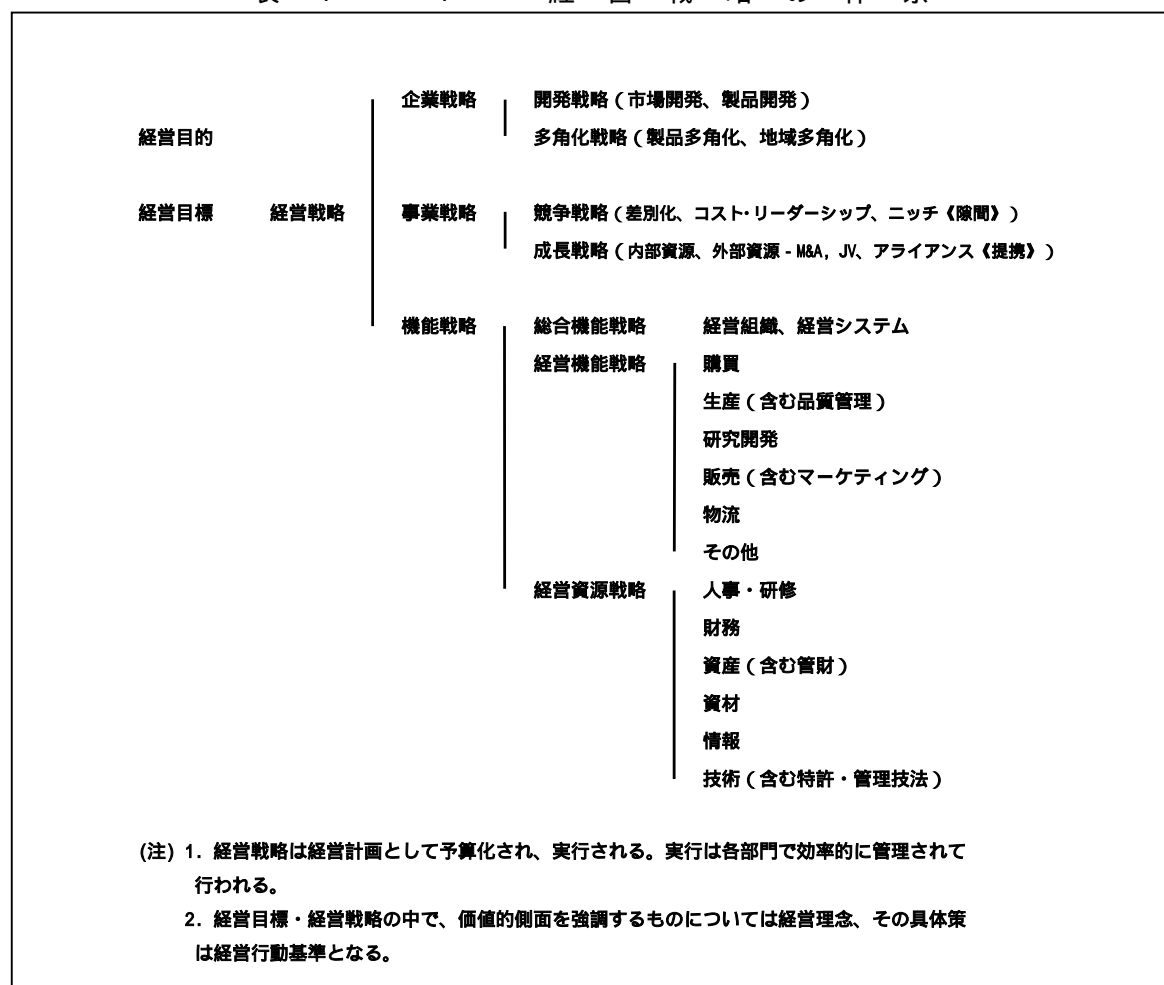 企業戦略 開発戦略（市場開発、製品開発）
経営目的 多角化戦略（製品多角化、地域多角化）
経営目標 経営戦略 事業戦略 競争戦略（差別化、コスト・リーダーシップ、ニッチ《隙間》）
成長戦略（内部資源、外部資源 - M&A, JV、アライアンス《提携》）
機能戦略 総合機能戦略 経営組織、経営システム
経営機能戦略 購買
生産（含む品質管理）
研究開発
販売（含むマーケティング）
物流
その他
経営資源戦略 人事・研修
財務
資産（含む管財）
資材
情報
技術（含む特許・管理技法）
(注) 1. 経営戦略は経営計画として予算化され、実行される。実行は各部門で効率的に管理されて
行われる。
2. 経営目標・経営戦略の中で、価値的側面を強調するものについては経営理念、その具体策
は経営行動基準となる。